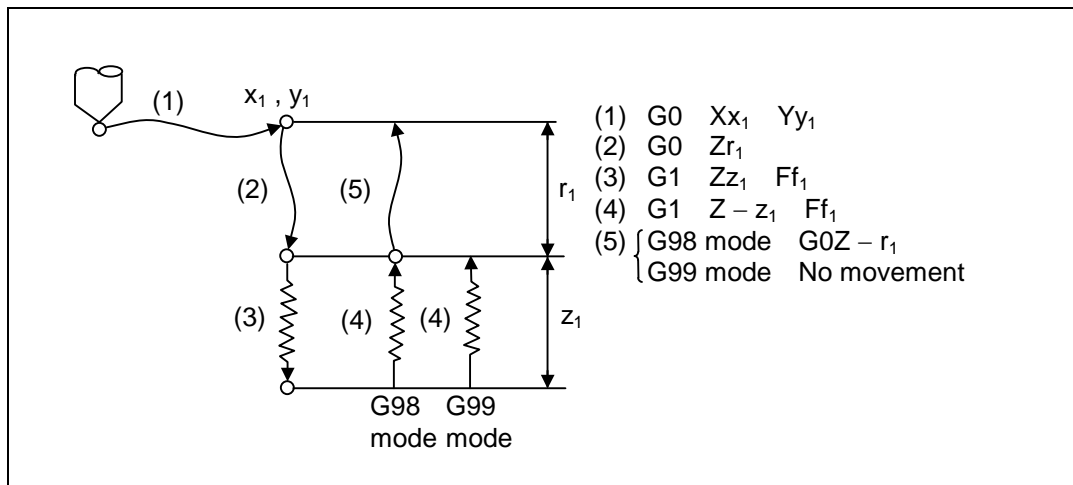 (1)
x₁ , y₁
(2)
(5)
r₁
(3)
(4)
(4)
z₁
G98 mode
G99 mode
(1) G0 Xx₁ Yy₁
(2) G0 Zr₁
(3) G1 Zz₁ Ff₁
(4) G1 Z – z₁ Ff₁
(5) G98 mode G0Z – r₁
G99 mode No movement